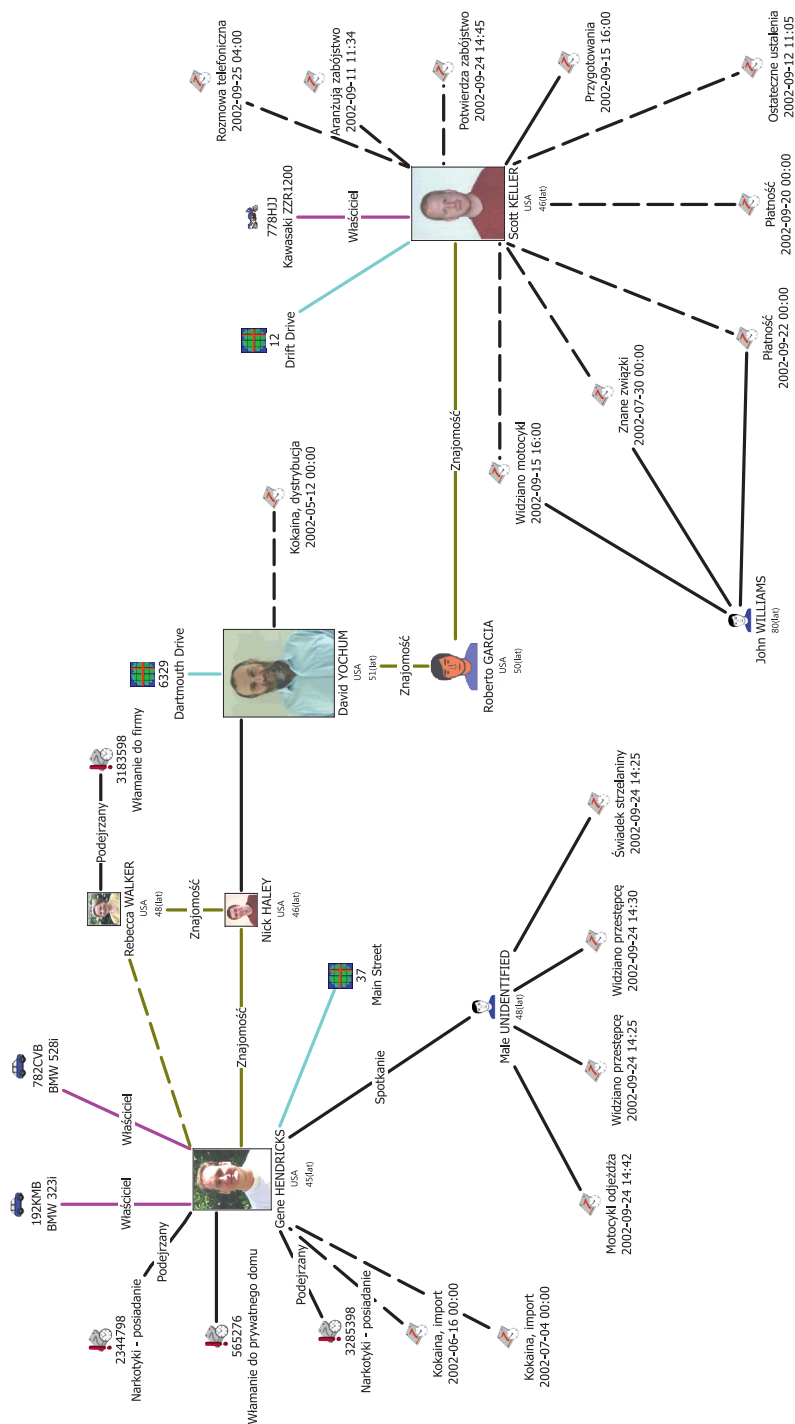 192KMB
BMW 323i
782CVB
BMW 528i
Właściciel
Właściciel
2344798
Narkotyki - posiadanie
Podejrzany
565276
Włamanie do prywatnego domu
3285398
Narkotyki - posiadanie
Podejrzany
Kokaina, import
2002-06-16 00:00
Kokaina, import
2002-07-04 00:00
Gene HENDRICKS
USA
45(lat)
Znajomość
37
Main Street
Spotkanie
Male UNIDENTIFIED
48(lat)
Motocykl odjeżdża
2002-09-24 14:42
Widziano przestępcę
2002-09-24 14:25
Widziano przestępcę
2002-09-24 14:30
Świadek strzelaniny
2002-09-24 14:25
Rebecca WALKER
USA
48(lat)
Podejrzany
3183598
Włamanie do firmy
Znajomość
Nick HALEY
USA
46(lat)
6329
Dartmouth Drive
David YOCHUM
USA
51(lat)
Kokaina, dystrybucja
2002-05-12 00:00
Znajomość
Roberto GARCIA
USA
50(lat)
Znajomość
12
Drift Drive
778HJJ
Kawasaki ZZR1200
Właściciel
Scott KELLER
USA
46(lat)
Rozmowa telefoniczna
2002-09-25 04:00
Aranżują zabójstwo
2002-09-11 11:34
Potwierdza zabójstwo
2002-09-24 14:45
Przygotowania
2002-09-15 16:00
Ostateczne ustalenia
2002-09-12 11:05
Płatność
2002-09-20 00:00
Płatność
2002-09-22 00:00
Znane związki
2002-07-30 00:00
Widziano motocykl
2002-09-15 16:00
John WILLIAMS
80(lat)